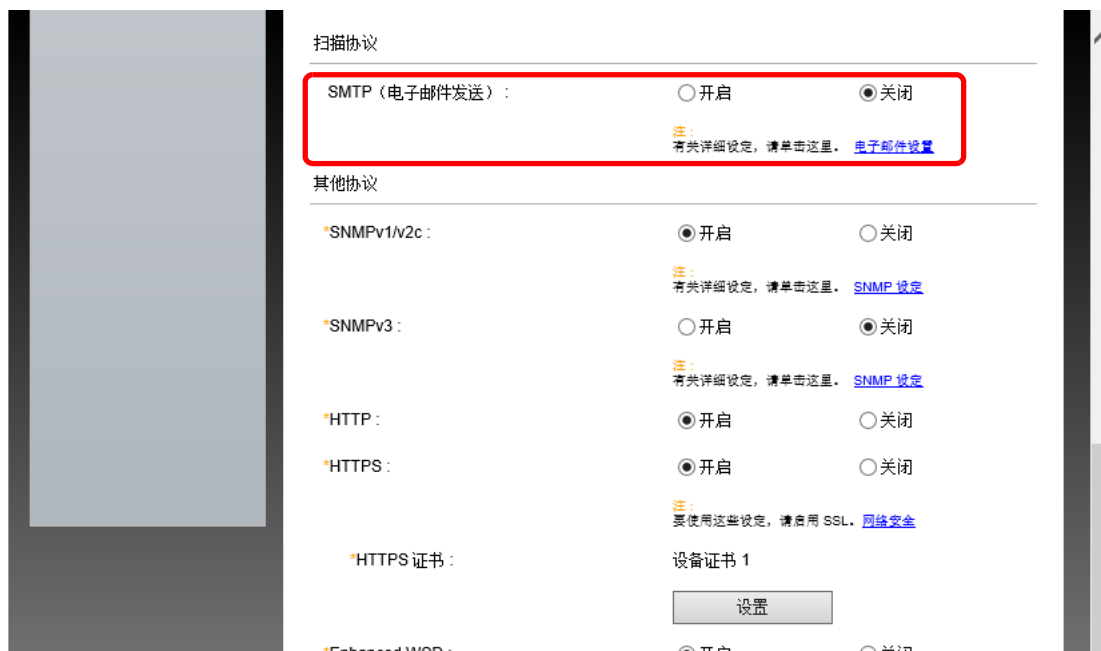 扫描协议
SMTP（电子邮件发送）: 开启 关闭
注：
有关详细设定，请单击这里。 电子邮件设置
其他协议
*SNMPv1/v2c : 开启 关闭
注：
有关详细设定，请单击这里。 SNMP 设定
*SNMPv3 : 开启 关闭
注：
有关详细设定，请单击这里。 SNMP 设定
*HTTP : 开启 关闭
*HTTPS : 开启 关闭
注：
要使用这些设定，请启用 SSL。网络安全
*HTTPS 证书 : 设备证书 1
设置
*Enhanced WSD : 开启 关闭